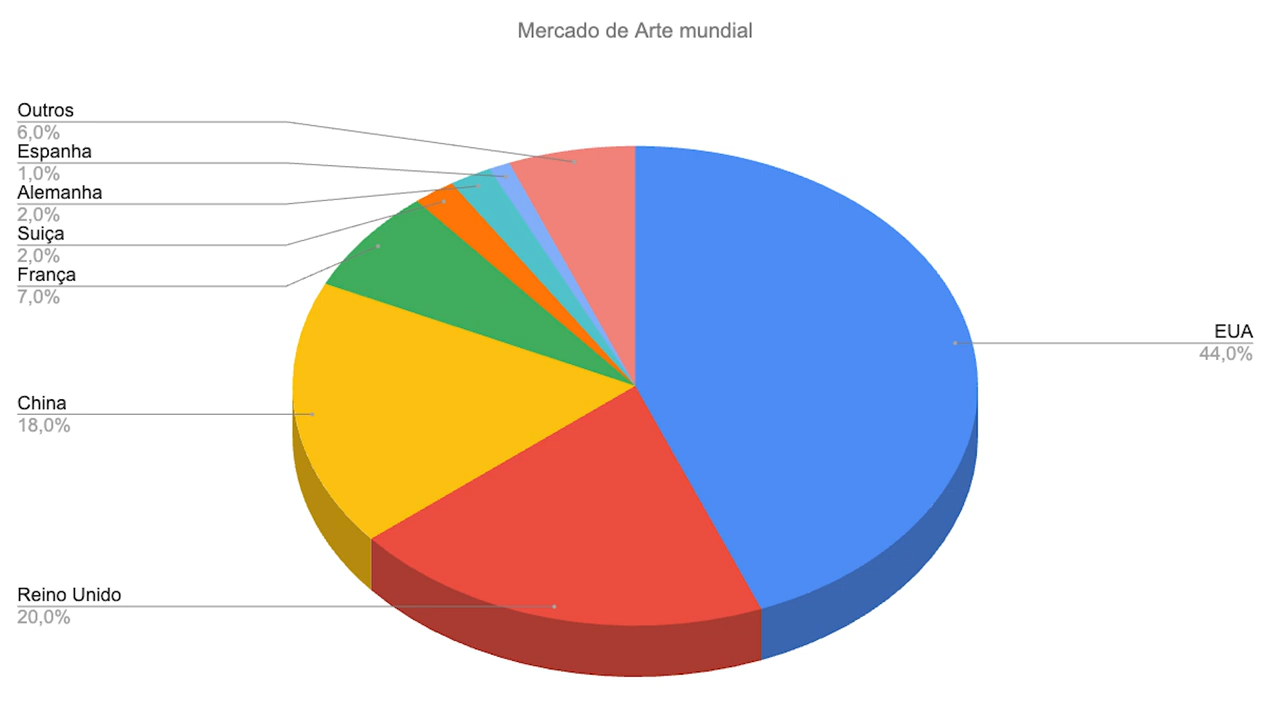 Mercado de Arte mundial
Outros
6,0%
Espanha
1,0%
Alemanha
2,0%
Suiça
2,0%
França
7,0%
EUA
44,0%
China
18,0%
Reino Unido
20,0%